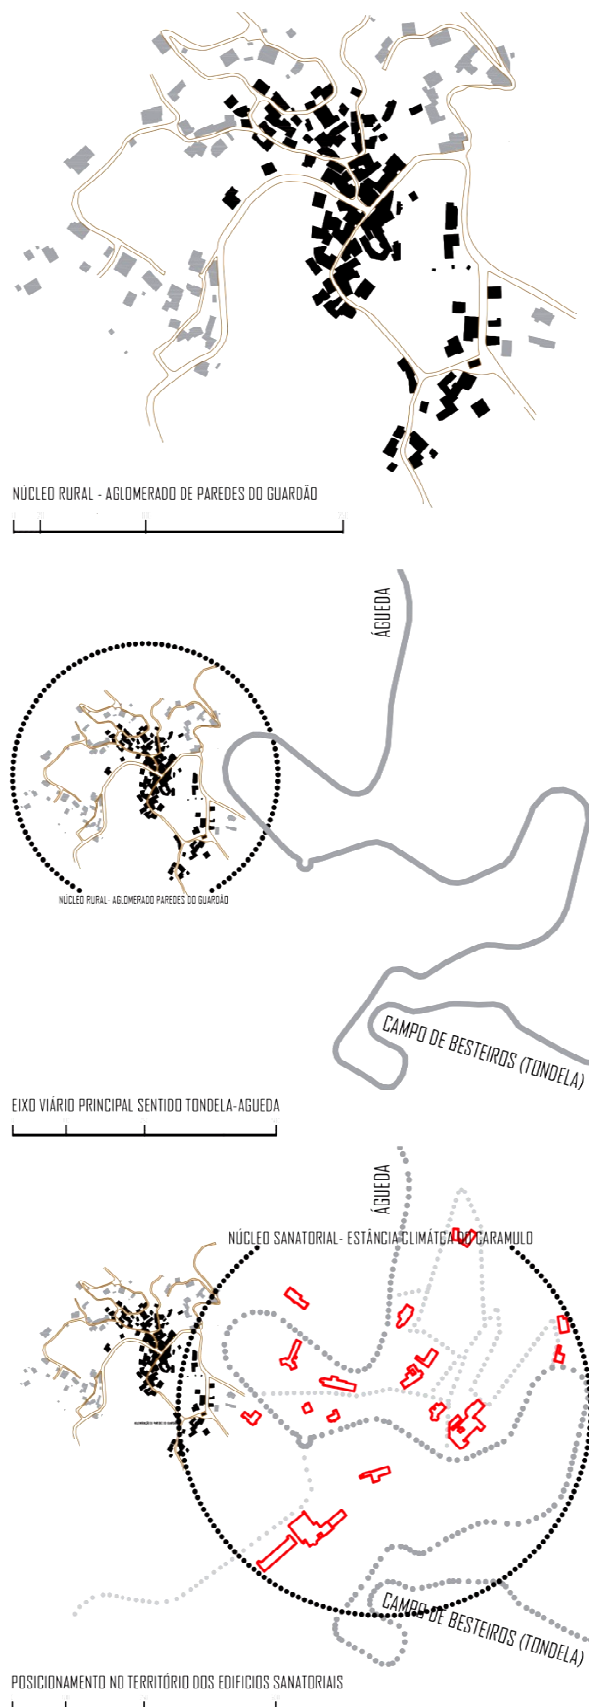 NÚCLEO RURAL - AGLOMERADO DE PAREDES DO GUARDÃO
ÁGUEDA
NÚCLEO RURAL- AGLOMERADO PAREDES DO GUARDÃO
CAMPO DE BESTEIROS (TONDELA)
EIXO VIÁRIO PRINCIPAL SENTIDO TONDELA-AGUEDA
ÁGUEDA
NÚCLEO SANATORIAL- ESTÂNCIA CLIMÁTCA DO CARAMULO
CAMPO DE BESTEIROS (TONDELA)
POSICIONAMENTO NO TERRITÓRIO DOS EDIFICIOS SANATORIAIS